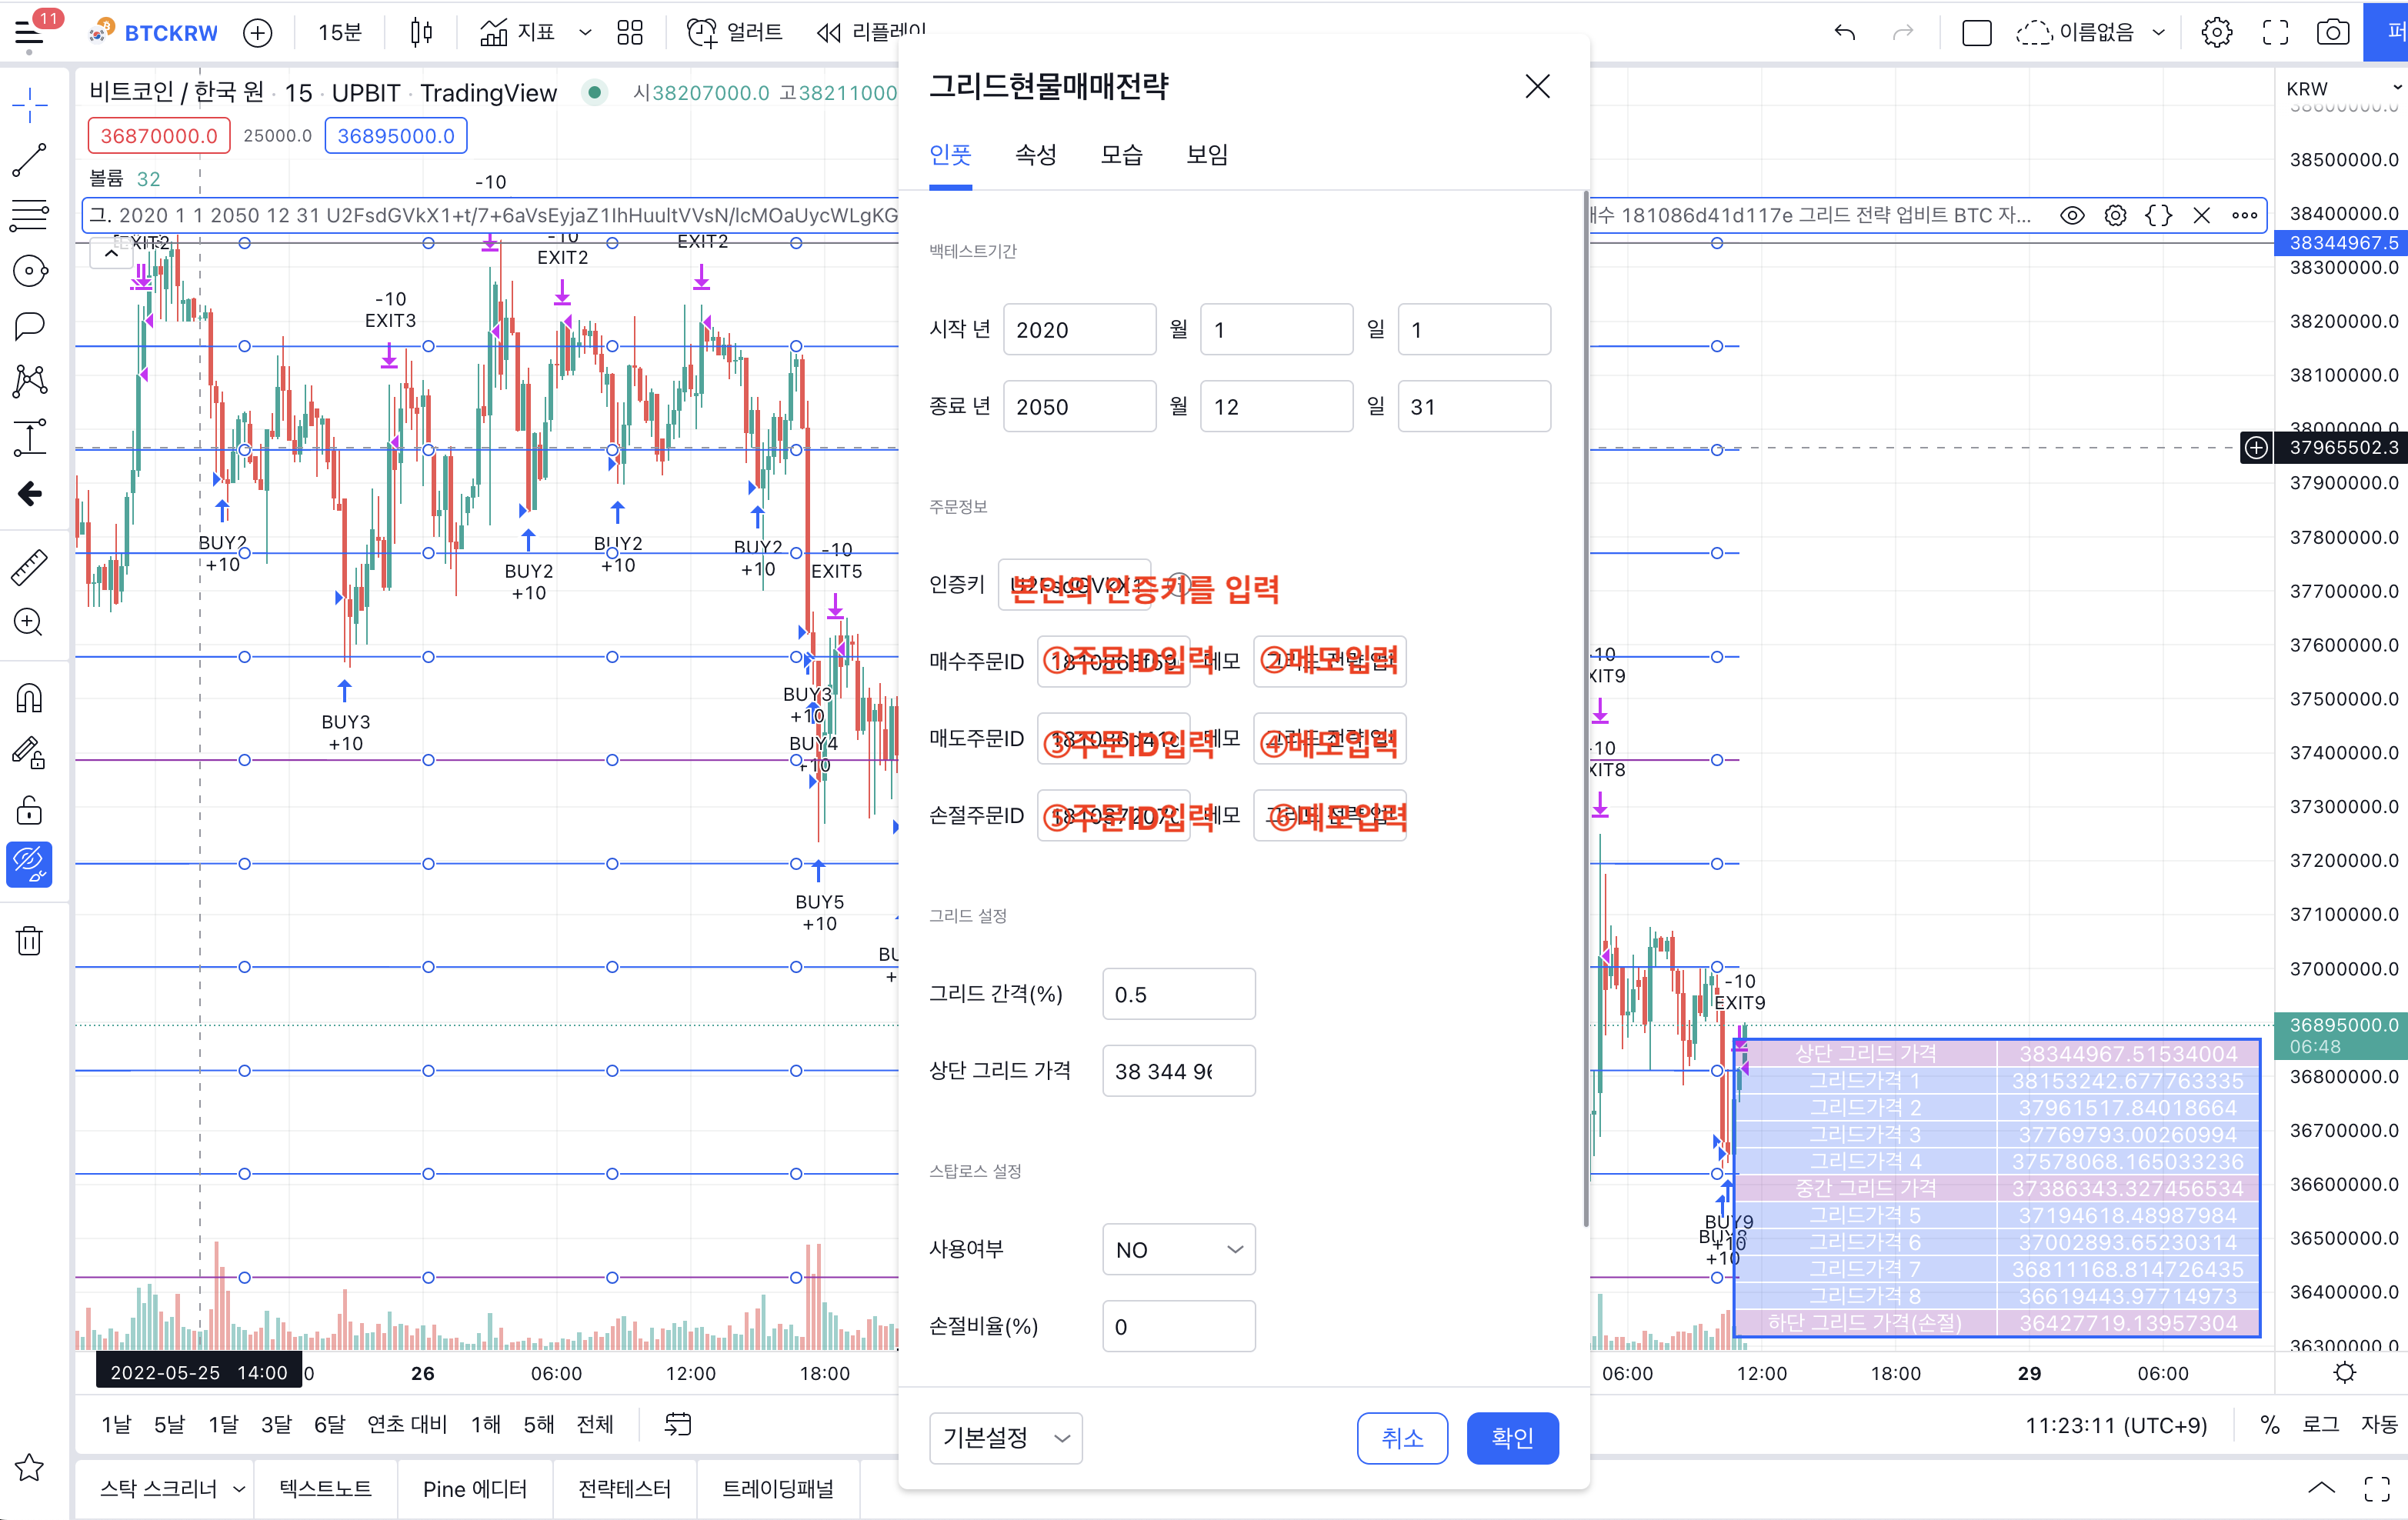 11
BTCKRW
15분
지표
얼러트
리플레이
이름없음
비트코인 / 한국 원 · 15 · UPBIT · TradingView
시38207000.0 고38211000
36870000.0 25000.0 36895000.0
볼륨 32
그. 2020 1 1 2050 12 31
181086d41d117e 그리드 전략 업비트 BTC 자...
-10
EXIT2
-10
EXIT3
-10
EXIT2
EXIT2
BUY2
+10
BUY3
+10
BUY2
+10
BUY2
+10
BUY2
+10
-10
EXIT5
BUY3
+10
BUY4
+10
BUY5
+10
그리드현물매매전략
인풋 속성 모습 보임
백테스트기간
시작 년 2020 월 1 일 1
종료 년 2050 월 12 일 31
주문정보
인증키 본인의 인증키를 입력
매수주문ID ①주문ID입력 메모 ②메모입력
매도주문ID ③주문ID입력 메모 ④메모입력
손절주문ID ⑤주문ID입력 메모 ⑥메모입력
그리드 설정
그리드 간격(%) 0.5
상단 그리드 가격 38 344 96
스탑로스 설정
사용여부 NO
손절비율(%) 0
기본설정
취소 확인
-10
EXIT9
BUY9
+10
+10
KRW
38500000.0
38400000.0
38344967.5
38300000.0
38200000.0
38100000.0
38000000.0
37965502.3
37900000.0
37800000.0
37700000.0
37600000.0
37500000.0
37400000.0
37300000.0
37200000.0
37100000.0
37000000.0
36895000.0
06:48
36800000.0
36700000.0
36600000.0
36500000.0
36400000.0
36300000.0
상단 그리드 가격 38344967.51534004
그리드가격 1 38153242.677763335
그리드가격 2 37961517.84018664
그리드가격 3 37769793.00260994
그리드가격 4 37578068.165033236
중간 그리드 가격 37386343.327456534
그리드가격 5 37194618.48987984
그리드가격 6 37002893.65230314
그리드가격 7 36811168.814726435
그리드가격 8 36619443.97714973
하단 그리드 가격(손절) 36427719.13957304
2022-05-25 14:00
26 06:00 12:00 18:00
06:00 12:00 18:00 29 06:00
1날 5날 1달 3달 6달 연초 대비 1해 5해 전체
11:23:11 (UTC+9) % 로그 자동
스탁 스크리너 텍스트노트 Pine 에디터 전략테스터 트레이딩패널